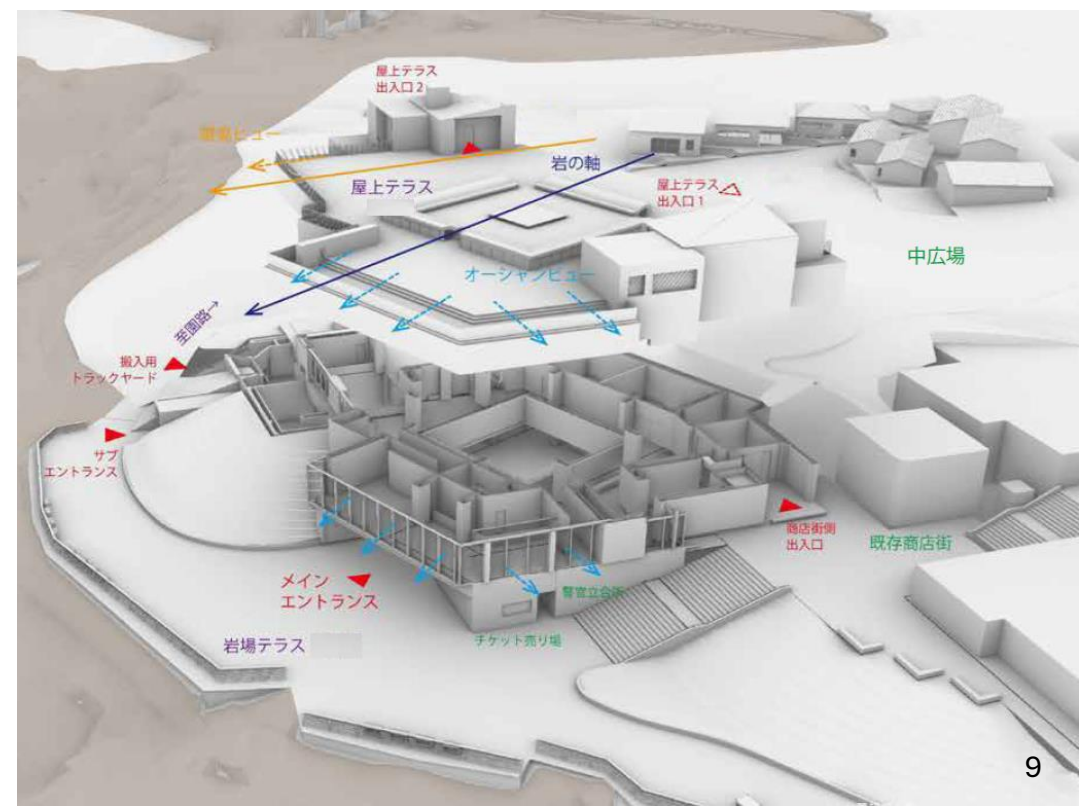 屋上テラス
出入口2
ビュー
岩の軸
屋上テラス
屋上テラス
出入口1
中広場
オーシャンビュー
至園路→
搬入用
トラックヤード
サブ
エントランス
商店街側
出入口
既存商店街
メイン
エントランス
チケット売り場
岩場テラス
9